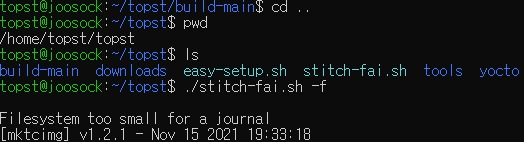 topst@joosock:~/topst/build-main$ cd ..
topst@joosock:~/topst$ pwd
/home/topst/topst
topst@joosock:~/topst$ ls
build-main  downloads  easy-setup.sh  stitch-fai.sh  tools  yocto
topst@joosock:~/topst$ ./stitch-fai.sh -f
Filesystem too small for a journal
[mktcimg] v1.2.1 - Nov 15 2021 19:33:18